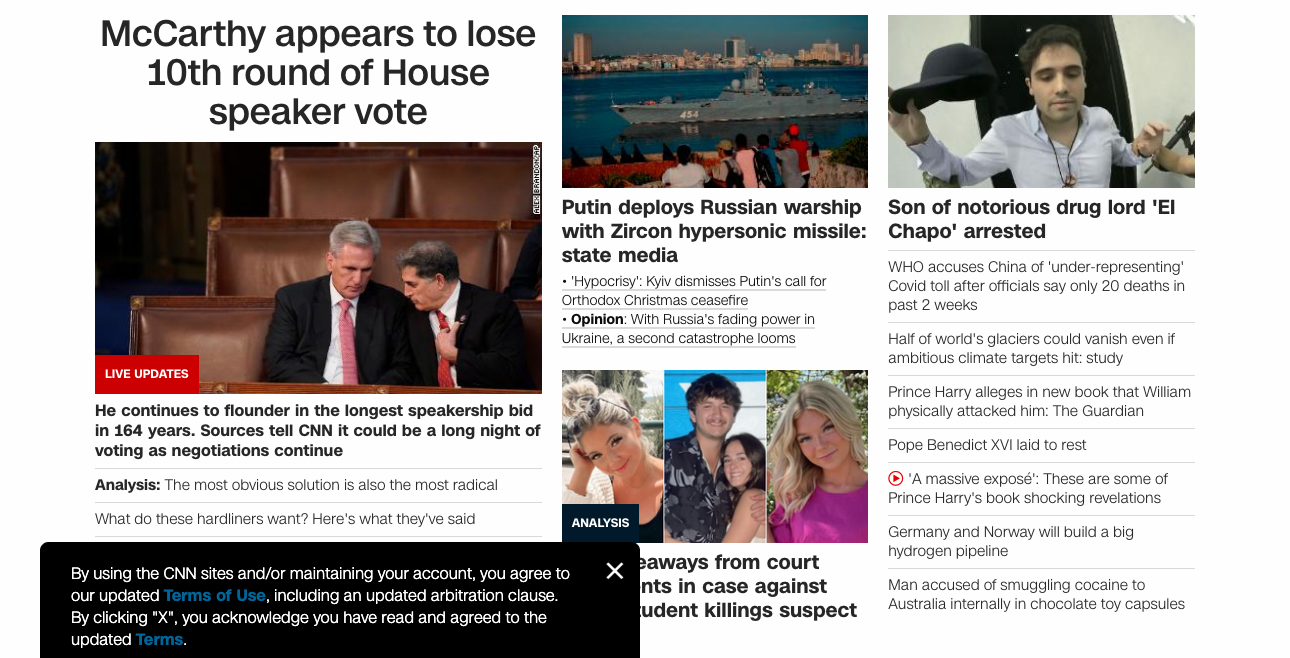 McCarthy appears to lose
10th round of House
speaker vote
ALEX BRANDON/AP
LIVE UPDATES
He continues to flounder in the longest speakership bid
in 164 years. Sources tell CNN it could be a long night of
voting as negotiations continue
Analysis: The most obvious solution is also the most radical
What do these hardliners want? Here's what they've said
454
Putin deploys Russian warship
with Zircon hypersonic missile:
state media
• 'Hypocrisy': Kyiv dismisses Putin's call for
Orthodox Christmas ceasefire
• Opinion: With Russia's fading power in
Ukraine, a second catastrophe looms
ANALYSIS
eaways from court
nts in case against
tudent killings suspect
Son of notorious drug lord 'El
Chapo' arrested
WHO accuses China of 'under-representing'
Covid toll after officials say only 20 deaths in
past 2 weeks
Half of world's glaciers could vanish even if
ambitious climate targets hit: study
Prince Harry alleges in new book that William
physically attacked him: The Guardian
Pope Benedict XVI laid to rest
'A massive exposé': These are some of
Prince Harry's book shocking revelations
Germany and Norway will build a big
hydrogen pipeline
Man accused of smuggling cocaine to
Australia internally in chocolate toy capsules
By using the CNN sites and/or maintaining your account, you agree to
our updated Terms of Use, including an updated arbitration clause.
By clicking "X", you acknowledge you have read and agreed to the
updated Terms.